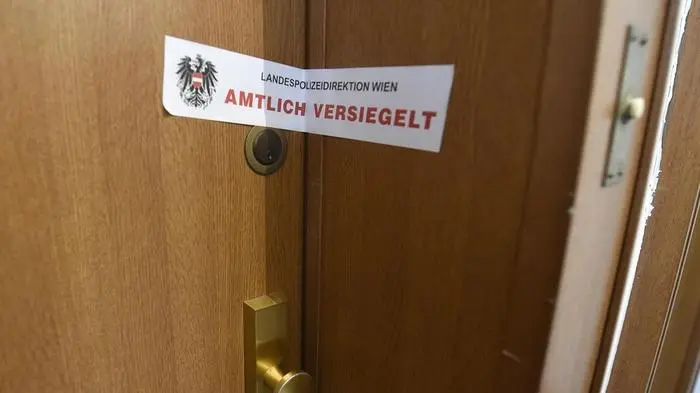 LANDESPOLIZEIDIREKTION WIEN
AMTLICH VERSIEGELT